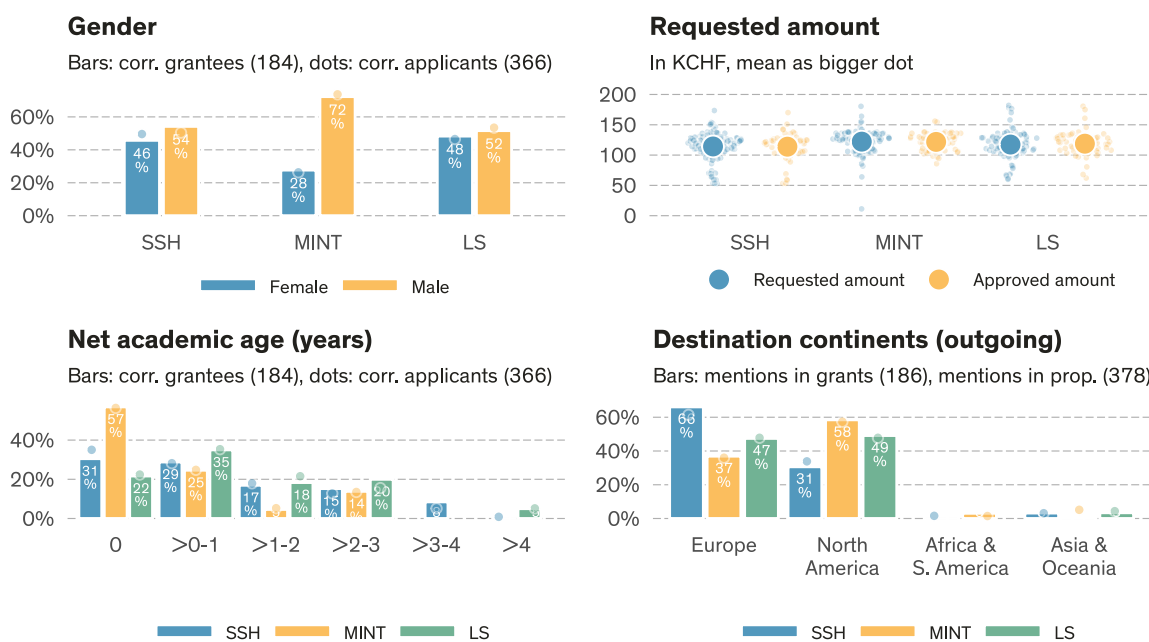 Gender
Bars: corr. grantees (184), dots: corr. applicants (366)
60%
40%
20%
0%
46
%
54
%
28
%
72
%
48
%
52
%
SSH
MINT
LS
Female
Male
Requested amount
In KCHF, mean as bigger dot
200
150
100
50
0
SSH
MINT
LS
Requested amount
Approved amount
Net academic age (years)
Bars: corr. grantees (184), dots: corr. applicants (366)
40%
20%
0%
31
%
57
%
22
%
29
%
25
%
35
%
17
%
18
%
15
%
14
%
20
%
0
>0-1
>1-2
>2-3
>3-4
>4
SSH
MINT
LS
Destination continents (outgoing)
Bars: mentions in grants (186), mentions in prop. (378)
60%
40%
20%
0%
%
37
%
47
%
31
%
58
%
49
%
Europe
North
America
Africa &
S. America
Asia &
Oceania
SSH
MINT
LS